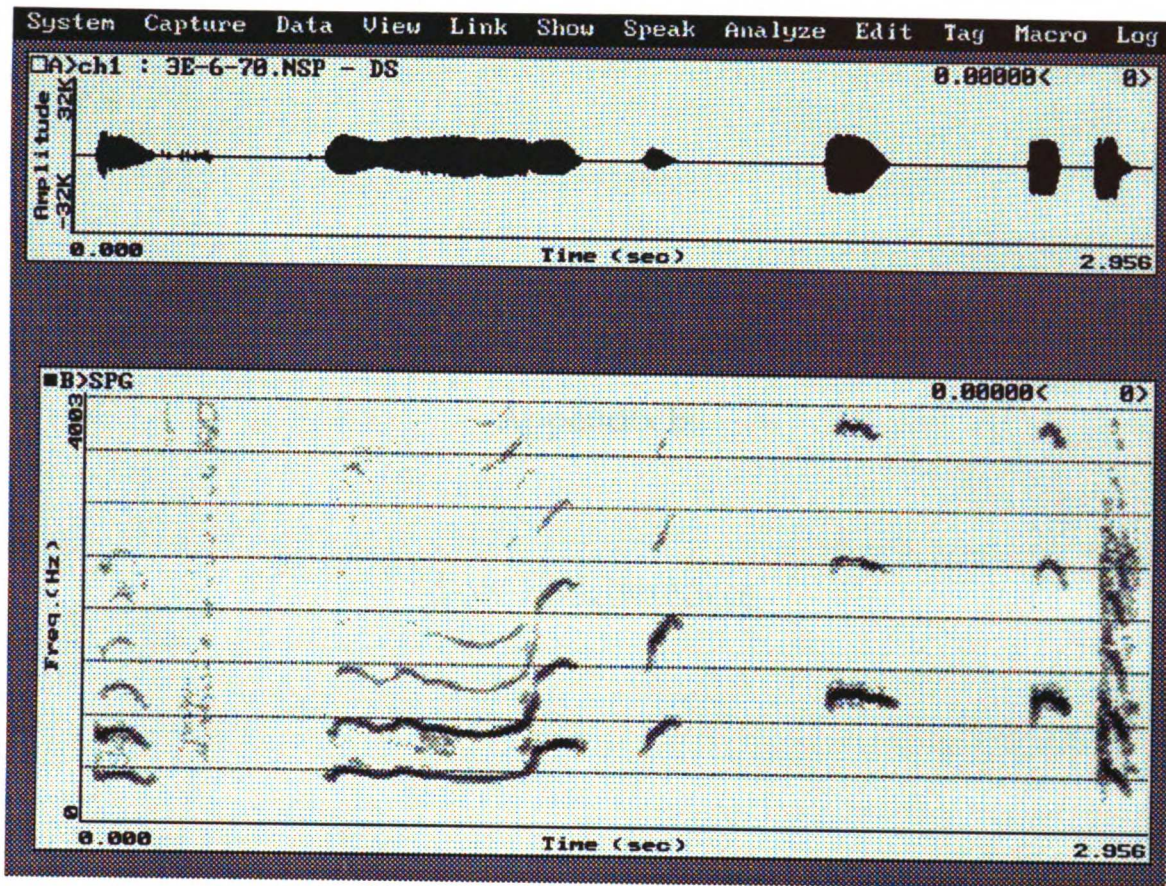 System Capture Data View Link Show Speak Analyze Edit Tag Macro Log
□A>ch1 : 3E-6-70.NSP - DS 0.00000< 0>
Amplitude
32K
-32K
0.000 Time (sec) 2.956
■B>SPG 0.00000< 0>
4003
Freq.(Hz)
0
0.000 Time (sec) 2.956